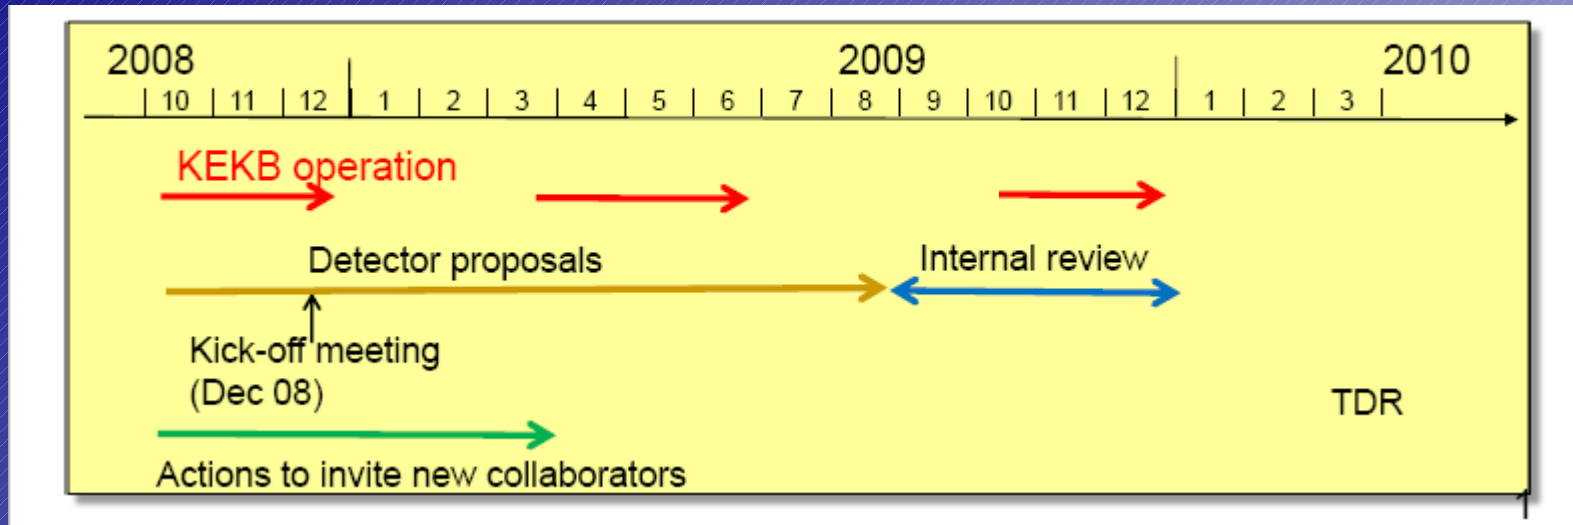 2008 2009 2010
| 10 | 11 | 12 | 1 | 2 | 3 | 4 | 5 | 6 | 7 | 8 | 9 | 10 | 11 | 12 | 1 | 2 | 3 |
KEKB operation
Detector proposals
Internal review
Kick-off meeting
(Dec 08)
TDR
Actions to invite new collaborators